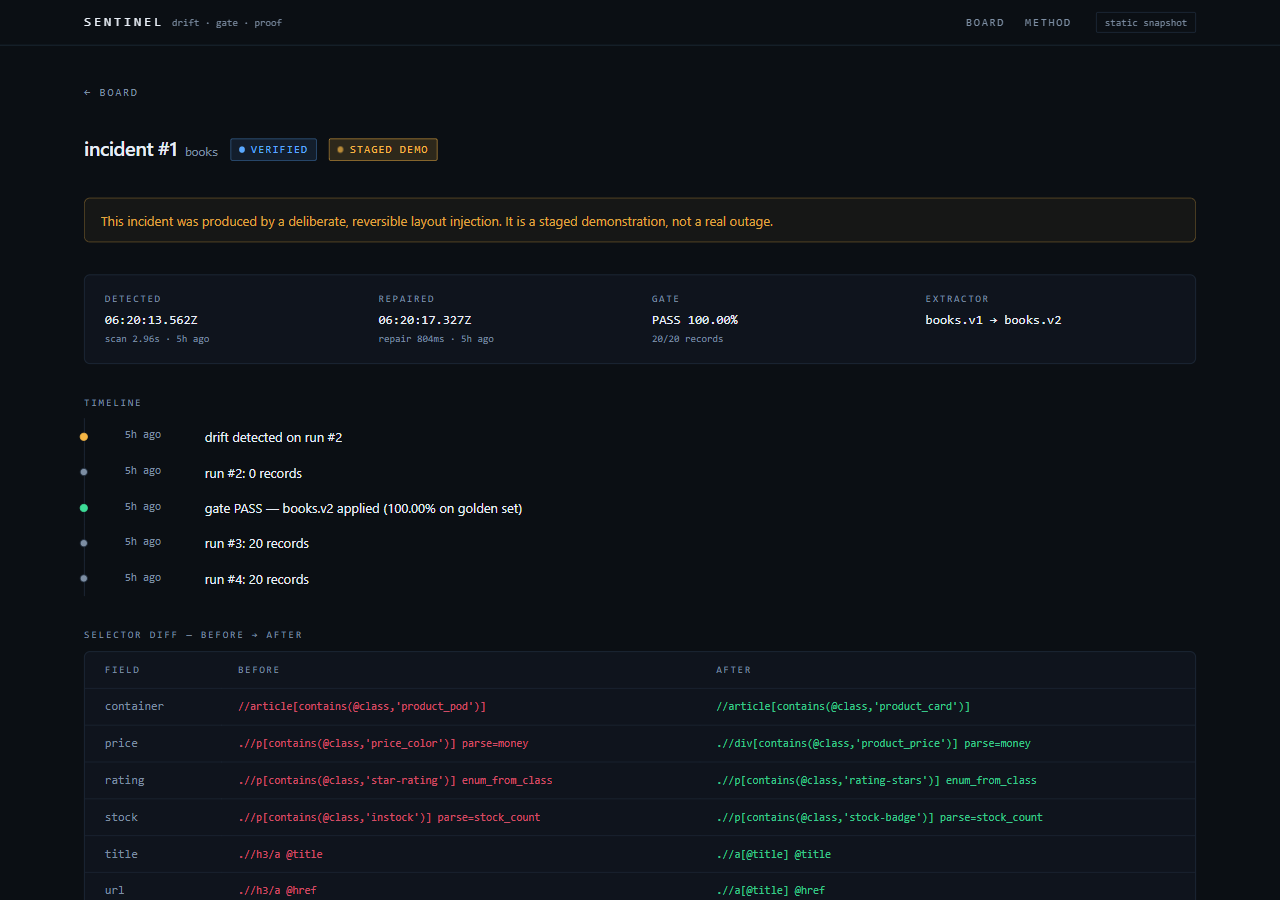 SENTINEL drift · gate · proof BOARD METHOD static snapshot
← BOARD
incident #1 books VERIFIED STAGED DEMO
This incident was produced by a deliberate, reversible layout injection. It is a staged demonstration, not a real outage.
DETECTED REPAIRED GATE EXTRACTOR
06:20:13.562Z 06:20:17.327Z PASS 100.00% books.v1 → books.v2
scan 2.96s · 5h ago repair 804ms · 5h ago 20/20 records
TIMELINE
5h ago drift detected on run #2
5h ago run #2: 0 records
5h ago gate PASS — books.v2 applied (100.00% on golden set)
5h ago run #3: 20 records
5h ago run #4: 20 records
SELECTOR DIFF — BEFORE → AFTER
FIELD BEFORE AFTER
container //article[contains(@class,'product_pod')] //article[contains(@class,'product_card')]
price .//p[contains(@class,'price_color')] parse=money .//div[contains(@class,'product_price')] parse=money
rating .//p[contains(@class,'star-rating')] enum_from_class .//p[contains(@class,'rating-stars')] enum_from_class
stock .//p[contains(@class,'instock')] parse=stock_count .//p[contains(@class,'stock-badge')] parse=stock_count
title .//h3/a @title .//a[@title] @title
url .//h3/a @href .//a[@title] @href